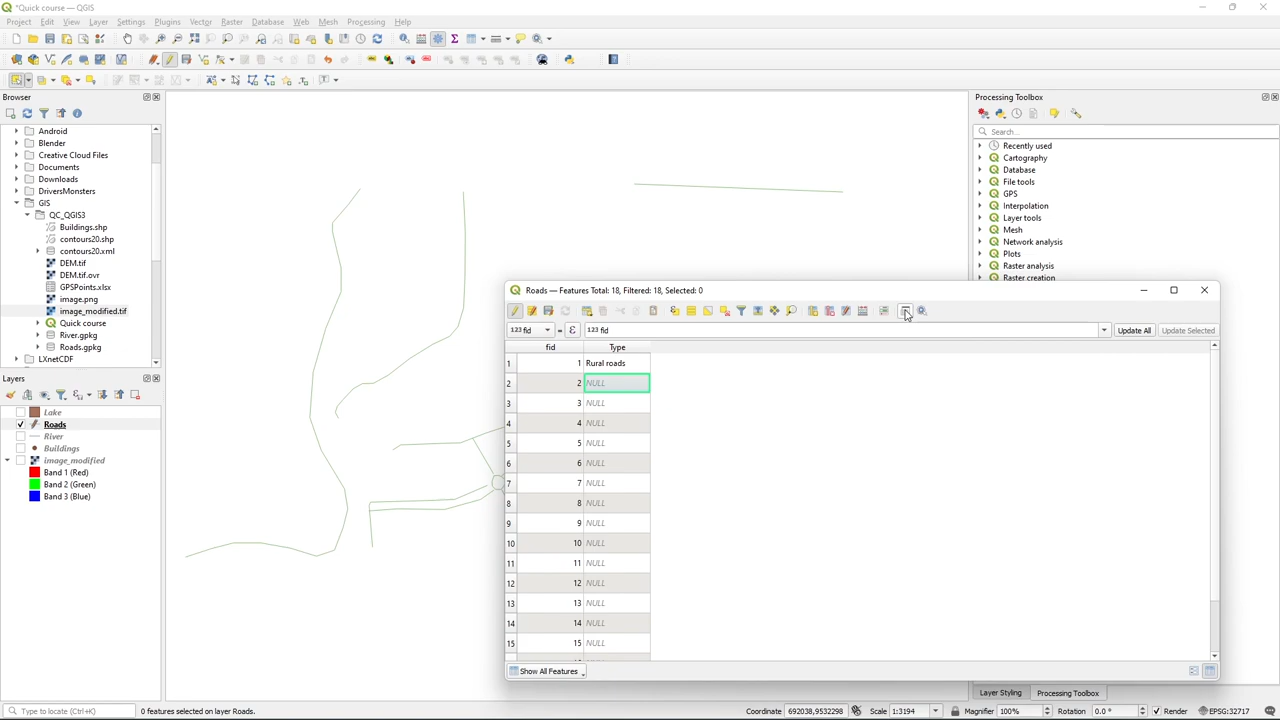 *Quick course — QGIS
Project Edit View Layer Settings Plugins Vector Raster Database Web Mesh Processing Help
Browser
Android
Blender
Creative Cloud Files
Documents
Downloads
DriversMonsters
GIS
QC_QGIS3
Buildings.shp
contours20.shp
contours20.xml
DEM.tif
DEM.tif.ovr
GPSPoints.xlsx
image.png
image_modified.tif
Quick course
River.gpkg
Roads.gpkg
LXnetCDF
Layers
Lake
Roads
River
Buildings
image_modified
Band 1 (Red)
Band 2 (Green)
Band 3 (Blue)
Processing Toolbox
Search...
Recently used
Cartography
Database
File tools
GPS
Interpolation
Layer tools
Mesh
Network analysis
Plots
Raster analysis
Raster creation
Roads — Features Total: 18, Filtered: 18, Selected: 0
123 fid = ε 123 fid Update All Update Selected
fid Type
1 1 Rural roads
2 2 NULL
3 3 NULL
4 4 NULL
5 5 NULL
6 6 NULL
7 7 NULL
8 8 NULL
9 9 NULL
10 10 NULL
11 11 NULL
12 12 NULL
13 13 NULL
14 14 NULL
15 15 NULL
Show All Features
Layer Styling Processing Toolbox
Type to locate (Ctrl+K) 0 features selected on layer Roads. Coordinate 692038,9532298 Scale 1:3194 Magnifier 100% Rotation 0.0 ° Render EPSG:32717